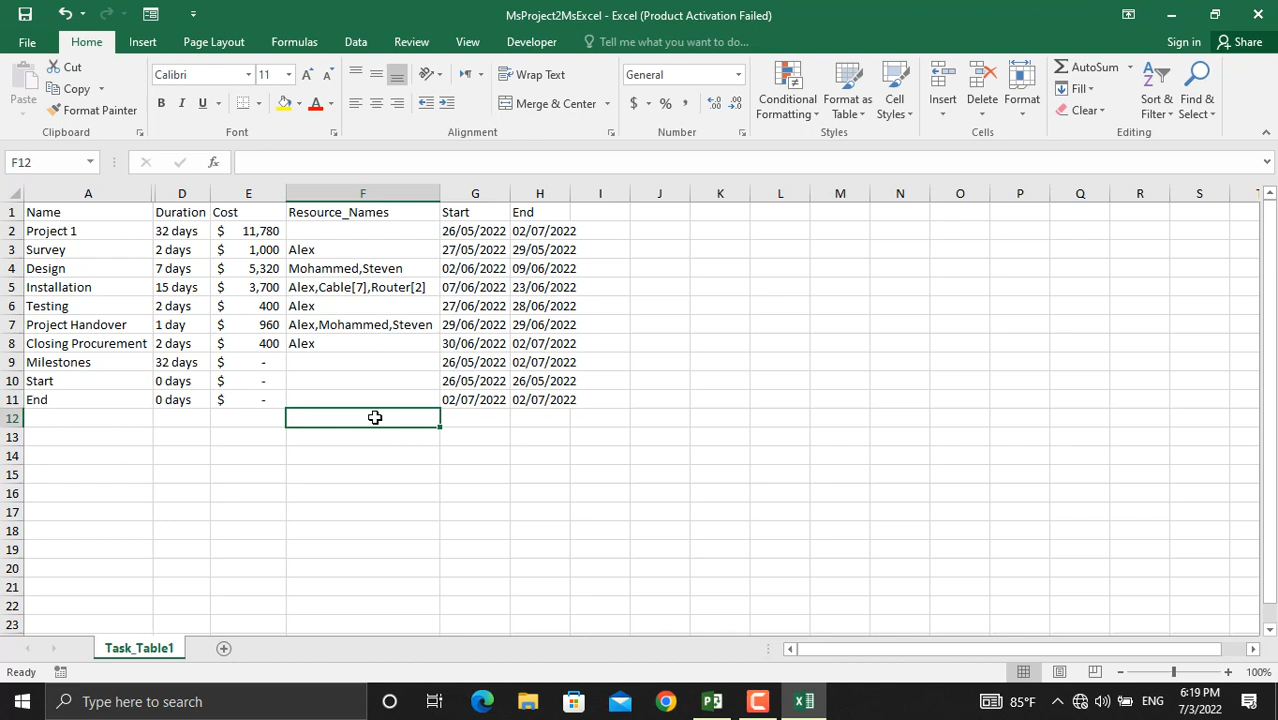 MsProject2MsExcel - Excel (Product Activation Failed)
File Home Insert Page Layout Formulas Data Review View Developer Tell me what you want to do... Sign in Share
Paste Cut Copy Format Painter
Calibri 11 B I U A A A
Wrap Text Merge & Center
General $ % ,
Conditional Formatting Format as Table Cell Styles
Insert Delete Format
AutoSum Fill Clear Sort & Filter Find & Select
Clipboard Font Alignment Number Styles Cells Editing
F12 fx
A D E F G H I J K L M N O P Q R S
1 Name Duration Cost Resource_Names Start End
2 Project 1 32 days $ 11,780 26/05/2022 02/07/2022
3 Survey 2 days $ 1,000 Alex 27/05/2022 29/05/2022
4 Design 7 days $ 5,320 Mohammed,Steven 02/06/2022 09/06/2022
5 Installation 15 days $ 3,700 Alex,Cable[7],Router[2] 07/06/2022 23/06/2022
6 Testing 2 days $ 400 Alex 27/06/2022 28/06/2022
7 Project Handover 1 day $ 960 Alex,Mohammed,Steven 29/06/2022 29/06/2022
8 Closing Procurement 2 days $ 400 Alex 30/06/2022 02/07/2022
9 Milestones 32 days $ - 26/05/2022 02/07/2022
10 Start 0 days $ - 26/05/2022 26/05/2022
11 End 0 days $ - 02/07/2022 02/07/2022
12
13
14
15
16
17
18
19
20
21
22
23
Task_Table1
Ready 100%
Type here to search 85°F ENG 6:19 PM
7/3/2022